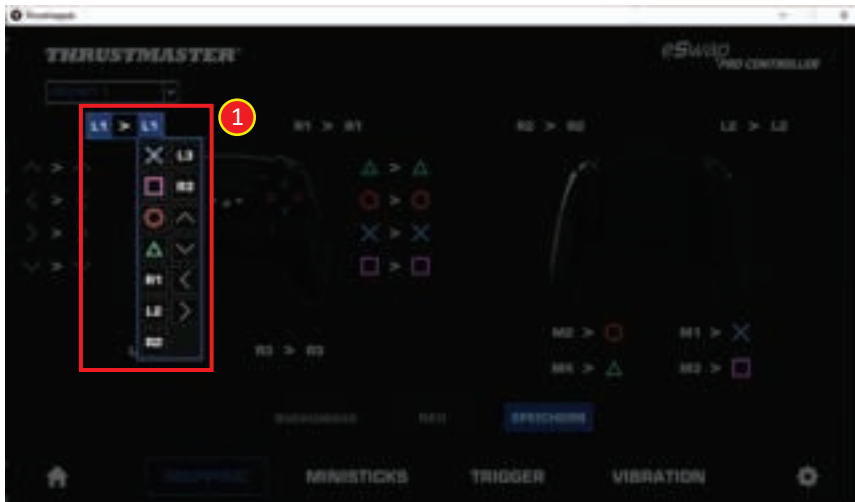 THRUSTMASTER
eSwap
PRO CONTROLLER
L1 > L1
1
R1 > R1
R2 > R2
L2 > L2
L3
R3
R1
L2
R2
R3 > R3
M2 >
M1 >
M4 >
M3 >
SPEICHERN
MINISTICKS
TRIGGER
VIBRATION